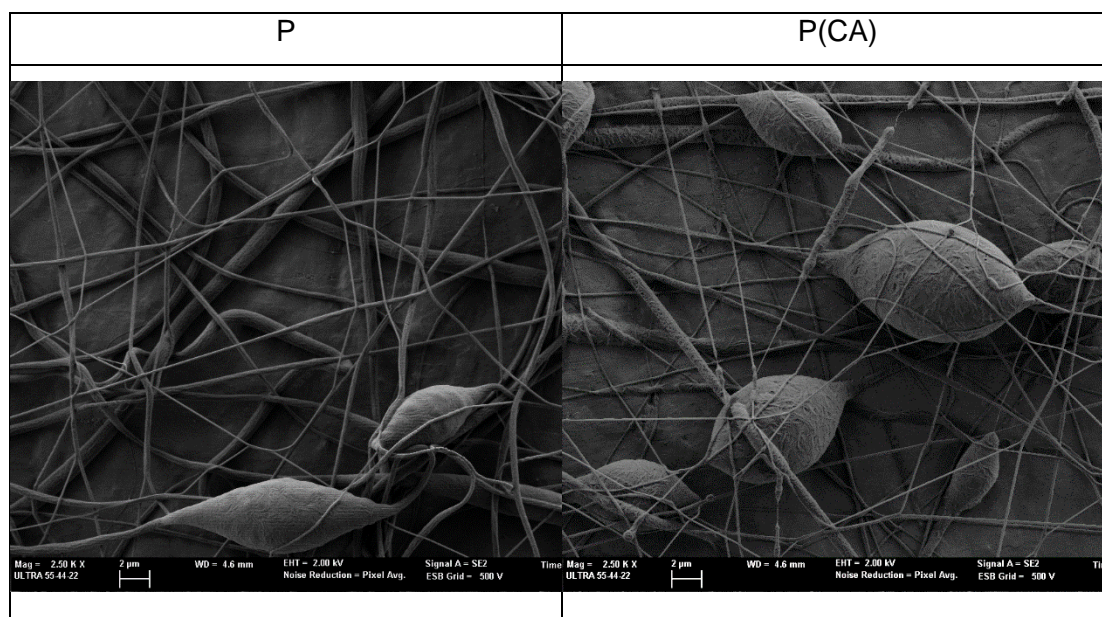 P
P(CA)
Mag = 2.50 K X
ULTRA 55-44-22
2 µm
WD = 4.6 mm
EHT = 2.00 kV
Noise Reduction = Pixel Avg.
Signal A = SE2
ESB Grid = 500 V
Time
Mag = 2.50 K X
ULTRA 55-44-22
2 µm
WD = 4.6 mm
EHT = 2.00 kV
Noise Reduction = Pixel Avg.
Signal A = SE2
ESB Grid = 500 V